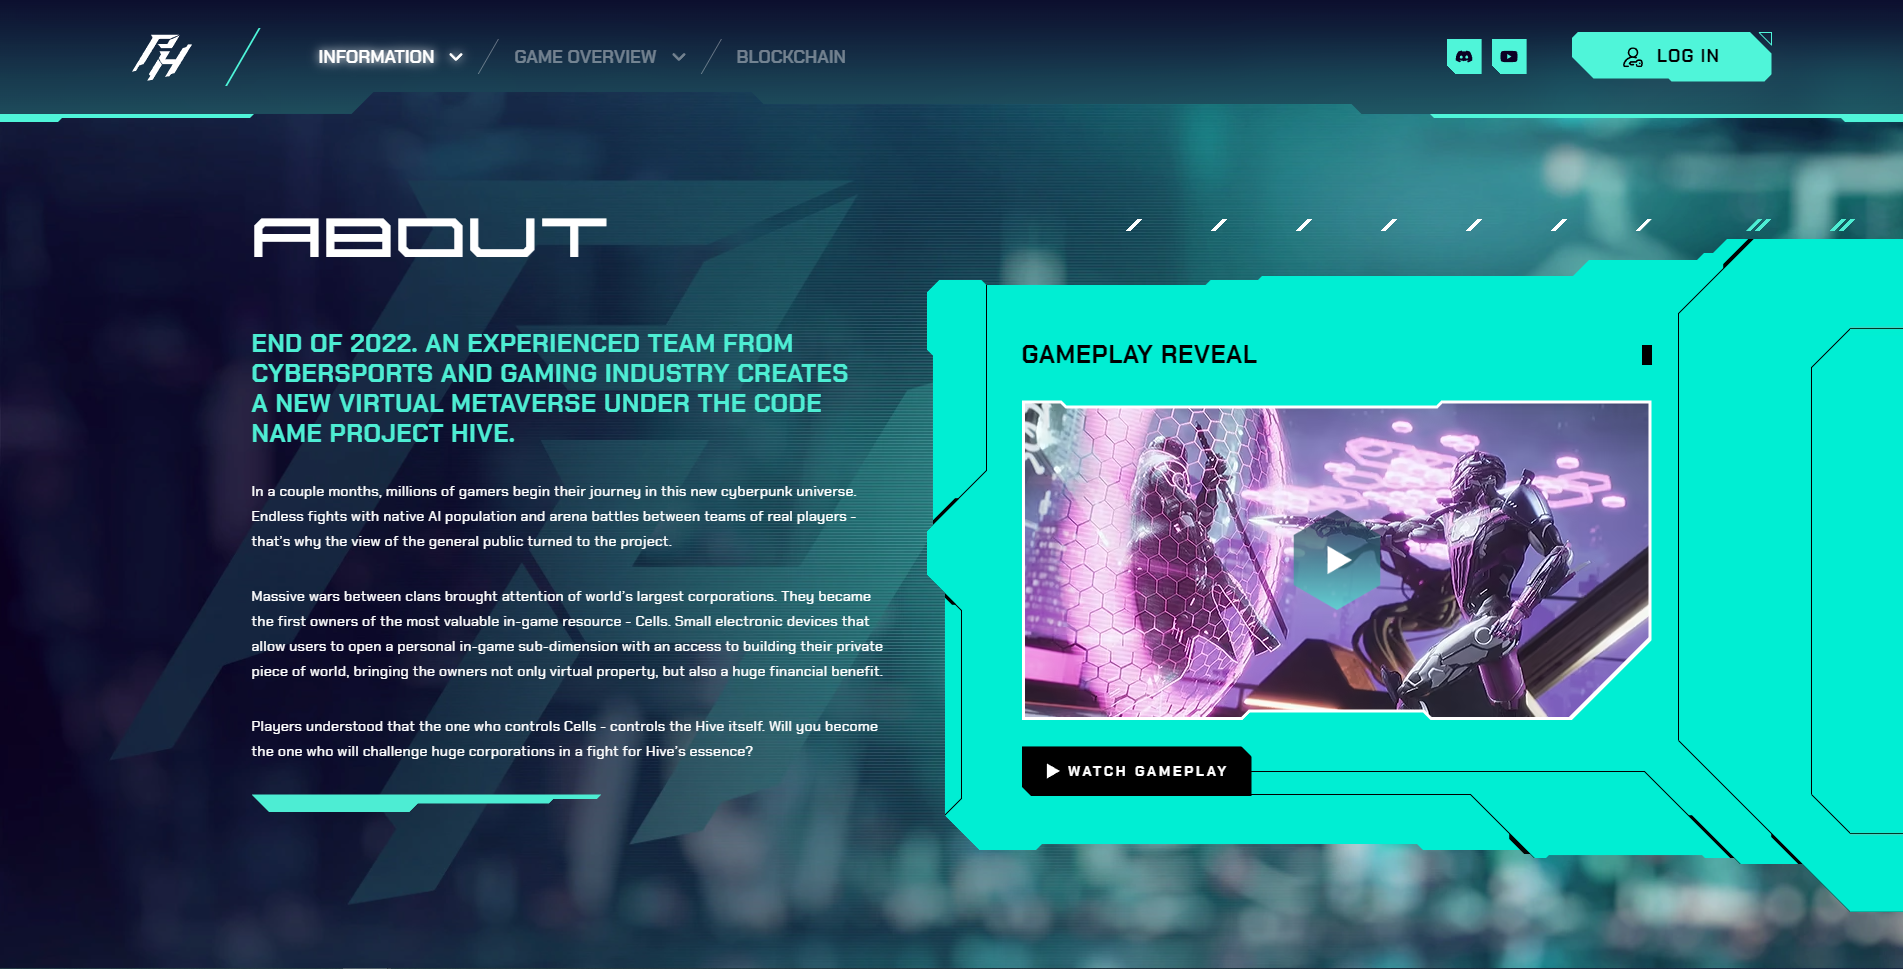 PH
INFORMATION
GAME OVERVIEW
BLOCKCHAIN
LOG IN
ABOUT
END OF 2022. AN EXPERIENCED TEAM FROM
CYBERSPORTS AND GAMING INDUSTRY CREATES
A NEW VIRTUAL METAVERSE UNDER THE CODE
NAME PROJECT HIVE.
In a couple months, millions of gamers begin their journey in this new cyberpunk universe.
Endless fights with native AI population and arena battles between teams of real players -
that's why the view of the general public turned to the project.
Massive wars between clans brought attention of world's largest corporations. They became
the first owners of the most valuable in-game resource - Cells. Small electronic devices that
allow users to open a personal in-game sub-dimension with an access to building their private
piece of world, bringing the owners not only virtual property, but also a huge financial benefit.
Players understood that the one who controls Cells - controls the Hive itself. Will you become
the one who will challenge huge corporations in a fight for Hive's essence?
GAMEPLAY REVEAL
WATCH GAMEPLAY